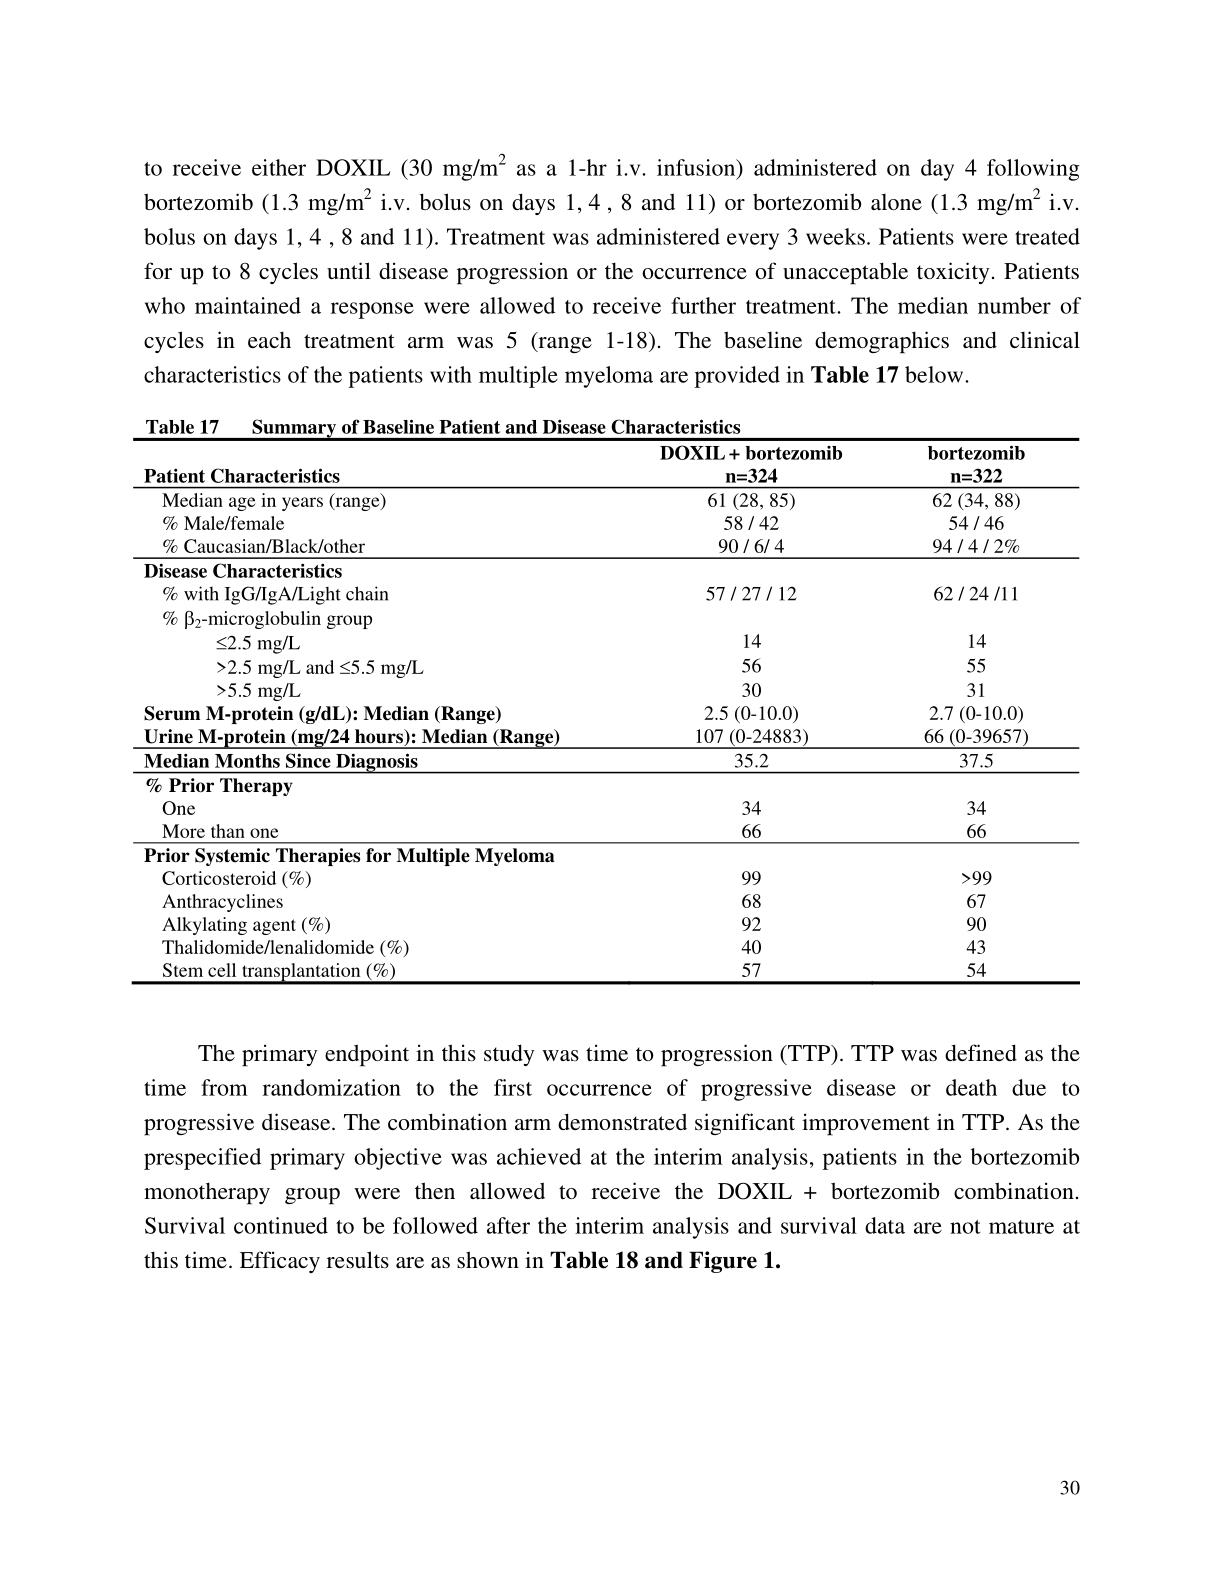 to receive either DOXIL (30 mg/m² as a 1-hr i.v. infusion) administered on day 4 following
bortezomib (1.3 mg/m² i.v. bolus on days 1, 4 , 8 and 11) or bortezomib alone (1.3 mg/m² i.v.
bolus on days 1, 4 , 8 and 11). Treatment was administered every 3 weeks. Patients were treated
for up to 8 cycles until disease progression or the occurrence of unacceptable toxicity. Patients
who maintained a response were allowed to receive further treatment. The median number of
cycles in each treatment arm was 5 (range 1-18). The baseline demographics and clinical
characteristics of the patients with multiple myeloma are provided in Table 17 below.
Table 17 Summary of Baseline Patient and Disease Characteristics
DOXIL + bortezomib bortezomib
Patient Characteristics n=324 n=322
Median age in years (range) 61 (28, 85) 62 (34, 88)
% Male/female 58 / 42 54 / 46
% Caucasian/Black/other 90 / 6/ 4 94 / 4 / 2%
Disease Characteristics
% with IgG/IgA/Light chain 57 / 27 / 12 62 / 24 /11
% β₂-microglobulin group
≤2.5 mg/L 14 14
>2.5 mg/L and ≤5.5 mg/L 56 55
>5.5 mg/L 30 31
Serum M-protein (g/dL): Median (Range) 2.5 (0-10.0) 2.7 (0-10.0)
Urine M-protein (mg/24 hours): Median (Range) 107 (0-24883) 66 (0-39657)
Median Months Since Diagnosis 35.2 37.5
% Prior Therapy
One 34 34
More than one 66 66
Prior Systemic Therapies for Multiple Myeloma
Corticosteroid (%) 99 >99
Anthracyclines 68 67
Alkylating agent (%) 92 90
Thalidomide/lenalidomide (%) 40 43
Stem cell transplantation (%) 57 54
The primary endpoint in this study was time to progression (TTP). TTP was defined as the
time from randomization to the first occurrence of progressive disease or death due to
progressive disease. The combination arm demonstrated significant improvement in TTP. As the
prespecified primary objective was achieved at the interim analysis, patients in the bortezomib
monotherapy group were then allowed to receive the DOXIL + bortezomib combination.
Survival continued to be followed after the interim analysis and survival data are not mature at
this time. Efficacy results are as shown in Table 18 and Figure 1.
30